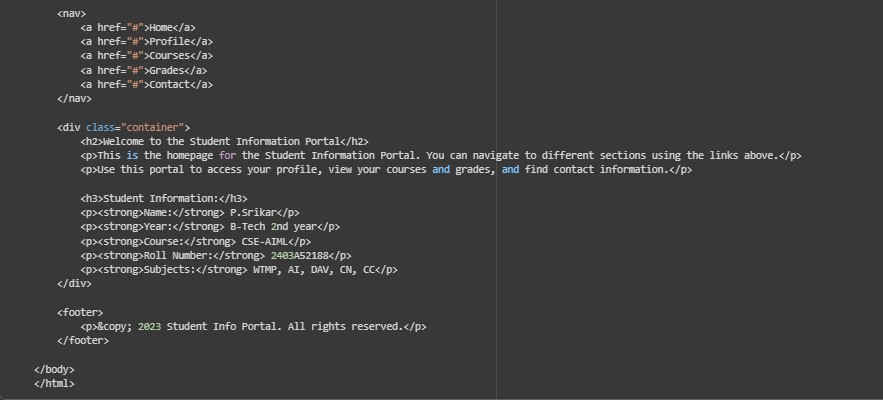 <nav>
<a href="#">Home</a>
<a href="#">Profile</a>
<a href="#">Courses</a>
<a href="#">Grades</a>
<a href="#">Contact</a>
</nav>
<div class="container">
<h2>Welcome to the Student Information Portal</h2>
<p>This is the homepage for the Student Information Portal. You can navigate to different sections using the links above.</p>
<p>Use this portal to access your profile, view your courses and grades, and find contact information.</p>
<h3>Student Information:</h3>
<p><strong>Name:</strong> P.Srikar</p>
<p><strong>Year:</strong> B-Tech 2nd year</p>
<p><strong>Course:</strong> CSE-AIML</p>
<p><strong>Roll Number:</strong> 2403A52188</p>
<p><strong>Subjects:</strong> WTMP, AI, DAV, CN, CC</p>
</div>
<footer>
<p>&copy; 2023 Student Info Portal. All rights reserved.</p>
</footer>
</body>
</html>